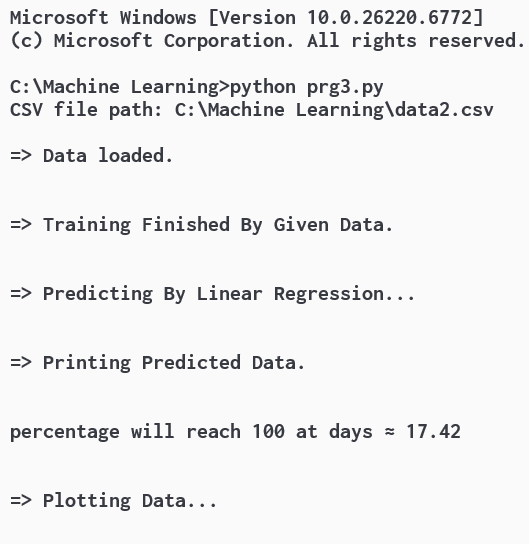 Microsoft Windows [Version 10.0.26220.6772]
(c) Microsoft Corporation. All rights reserved.
C:\Machine Learning>python prg3.py
CSV file path: C:\Machine Learning\data2.csv
=> Data loaded.
=> Training Finished By Given Data.
=> Predicting By Linear Regression...
=> Printing Predicted Data.
percentage will reach 100 at days ≈ 17.42
=> Plotting Data...